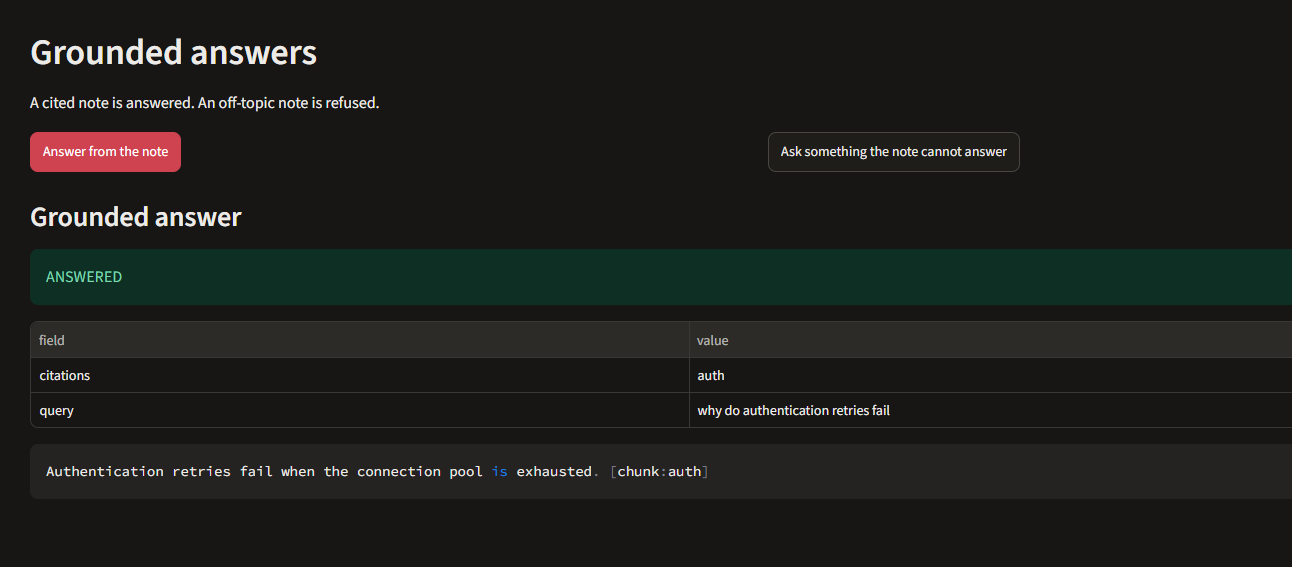 Grounded answers
A cited note is answered. An off-topic note is refused.
Answer from the note
Ask something the note cannot answer
Grounded answer
ANSWERED
field value
citations auth
query why do authentication retries fail
Authentication retries fail when the connection pool is exhausted. [chunk:auth]